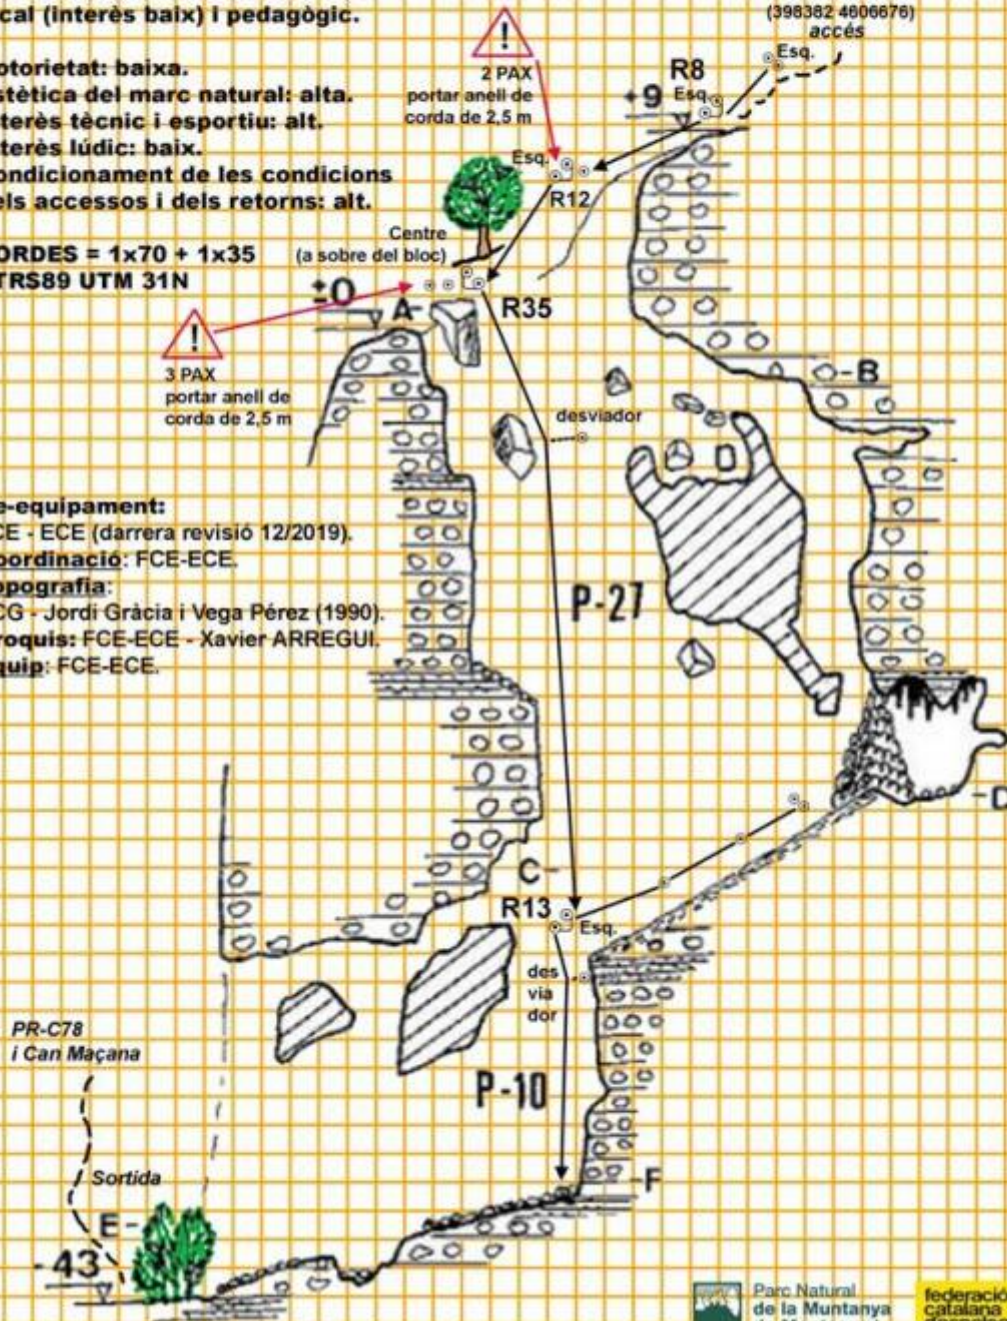 cal (interès baix) i pedagògic.
otorietat: baixa.
stètica del marc natural: alta.
terès tècnic i esportiu: alt.
terès lúdic: baix.
ondicionament de les condicions
els accessos i dels retorns: alt.
ORDES = 1x70 + 1x35
TRS89 UTM 31N
(398382 4606676)
accés
Esq.
R8
Esq.
+9
2 PAX
portar anell de
corda de 2,5 m
Esq.
R12
Centre
(a sobre del bloc)
±0
A-
R35
3 PAX
portar anell de
corda de 2,5 m
-B
desviador
e-equipament:
CE - ECE (darrera revisió 12/2019).
oordinació: FCE-ECE.
opografia:
CG - Jordi Gràcia i Vega Pérez (1990).
roquis: FCE-ECE - Xavier ARREGUI.
quip: FCE-ECE.
P-27
-D
C-
R13
Esq.
des
via
dor
PR-C78
i Can Maçana
P-10
Sortida
-F
E-
-43
Parc Natural
de la Muntanya
federació
catalana